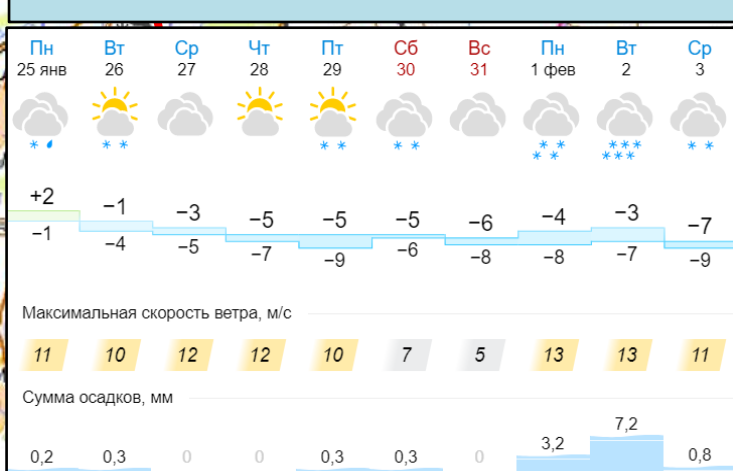 Пн Вт Ср Чт Пт Сб Вс Пн Вт Ср
25 янв 26 27 28 29 30 31 1 фев 2 3
+2 −1 −3 −5 −5 −5 −6 −4 −3 −7
−1 −4 −5 −7 −9 −6 −8 −8 −7 −9
Максимальная скорость ветра, м/с
11 10 12 12 10 7 5 13 13 11
Сумма осадков, мм
0,2 0,3 0 0 0,3 0,3 0 3,2 7,2 0,8